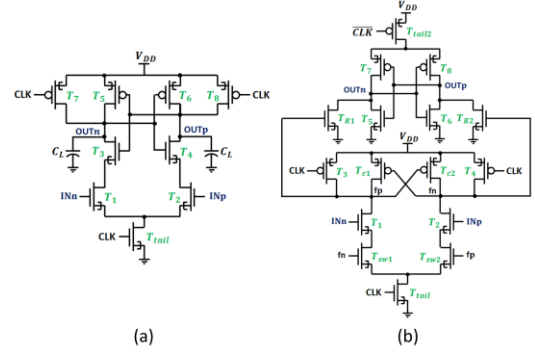 V_DD
CLK
T_7
T_5
T_6
T_8
CLK
OUTn
OUTp
C_L
T_3
T_4
C_L
INn
T_1
T_2
INp
CLK
T_tail
(a)
V_DD
C̅L̅K̅
T_tail2
T_7
T_8
OUTn
OUTp
T_R1
T_5
T_6
T_R2
V_DD
CLK
T_3
T_c1
T_c2
T_4
CLK
fp
fn
INn
T_1
T_2
INp
fn
T_sw1
T_sw2
fp
CLK
T_tail
(b)